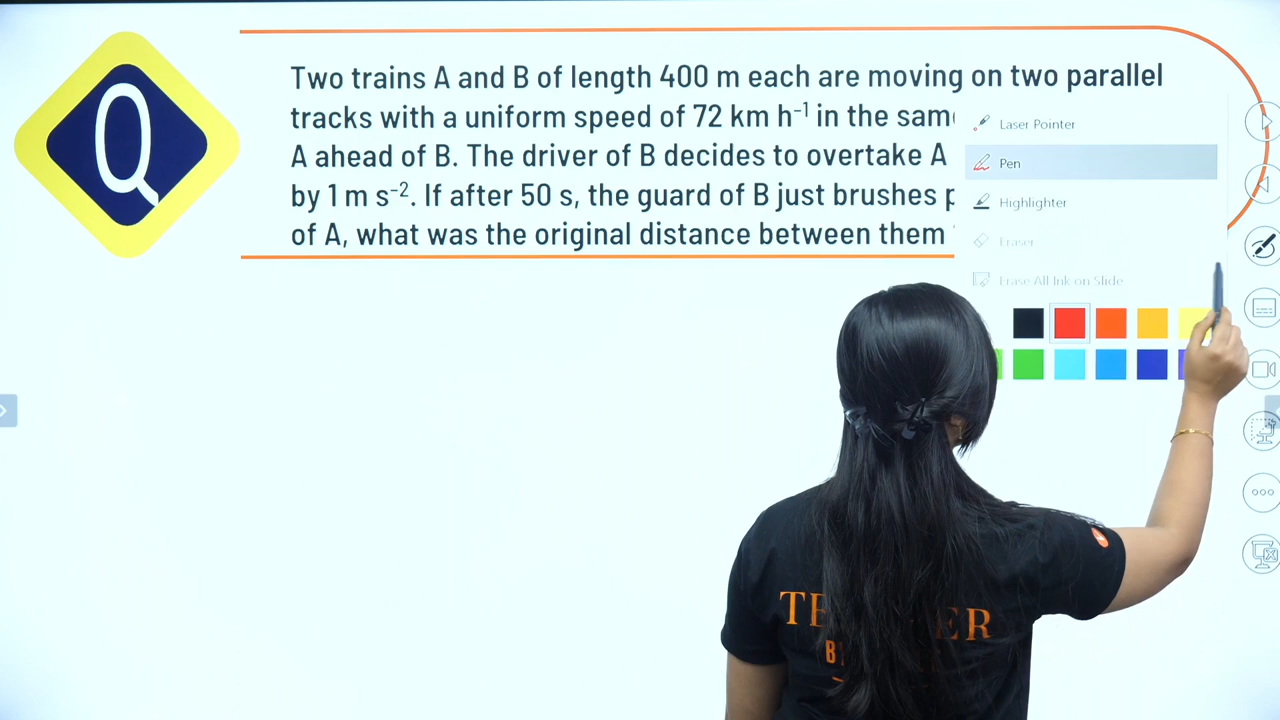 Q
Two trains A and B of length 400 m each are moving on two parallel
tracks with a uniform speed of 72 km h⁻¹ in the
A ahead of B. The driver of B decides to overtake A
by 1 m s⁻². If after 50 s, the guard of B just brushes
of A, what was the original distance between them
Laser Pointer
Pen
Highlighter
Eraser
Erase All Ink on Slide